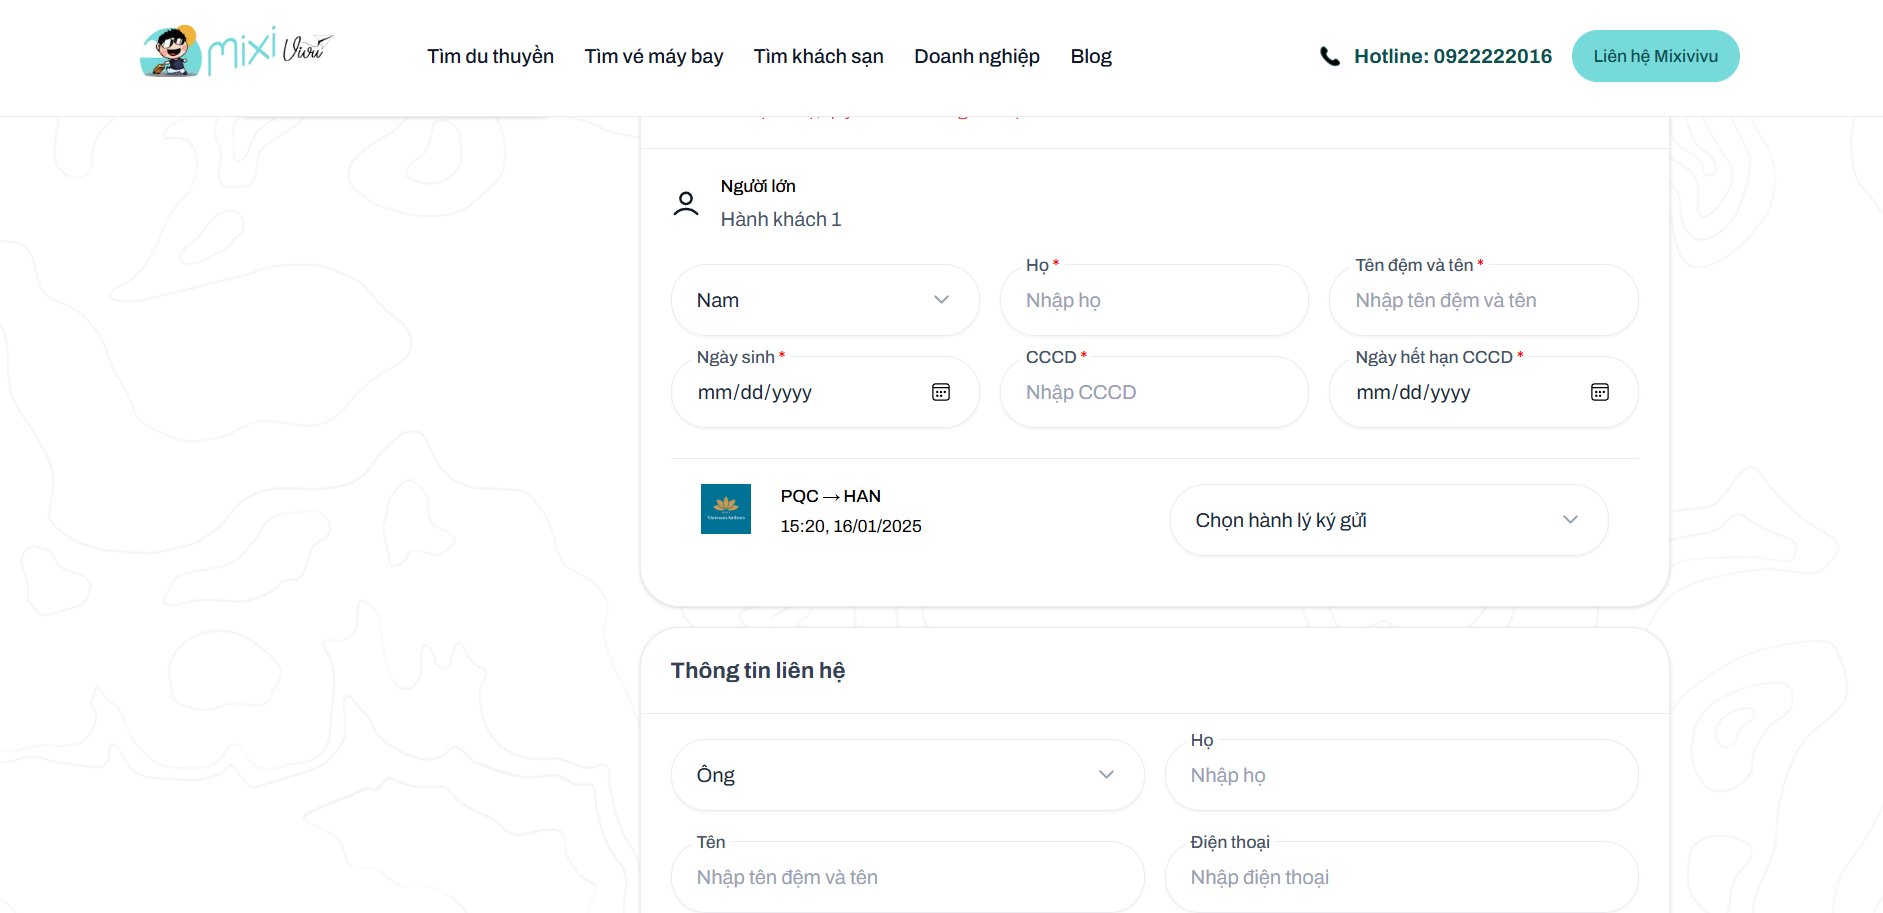 mixi Vivu
Tìm du thuyền
Tìm vé máy bay
Tìm khách sạn
Doanh nghiệp
Blog
Hotline: 0922222016
Liên hệ Mixivivu
Người lớn
Hành khách 1
Nam
Họ *
Nhập họ
Tên đệm và tên *
Nhập tên đệm và tên
Ngày sinh *
mm/dd/yyyy
CCCD *
Nhập CCCD
Ngày hết hạn CCCD *
mm/dd/yyyy
Vietnam Airlines
PQC → HAN
15:20, 16/01/2025
Chọn hành lý ký gửi
Thông tin liên hệ
Ông
Họ
Nhập họ
Tên
Nhập tên đệm và tên
Điện thoại
Nhập điện thoại